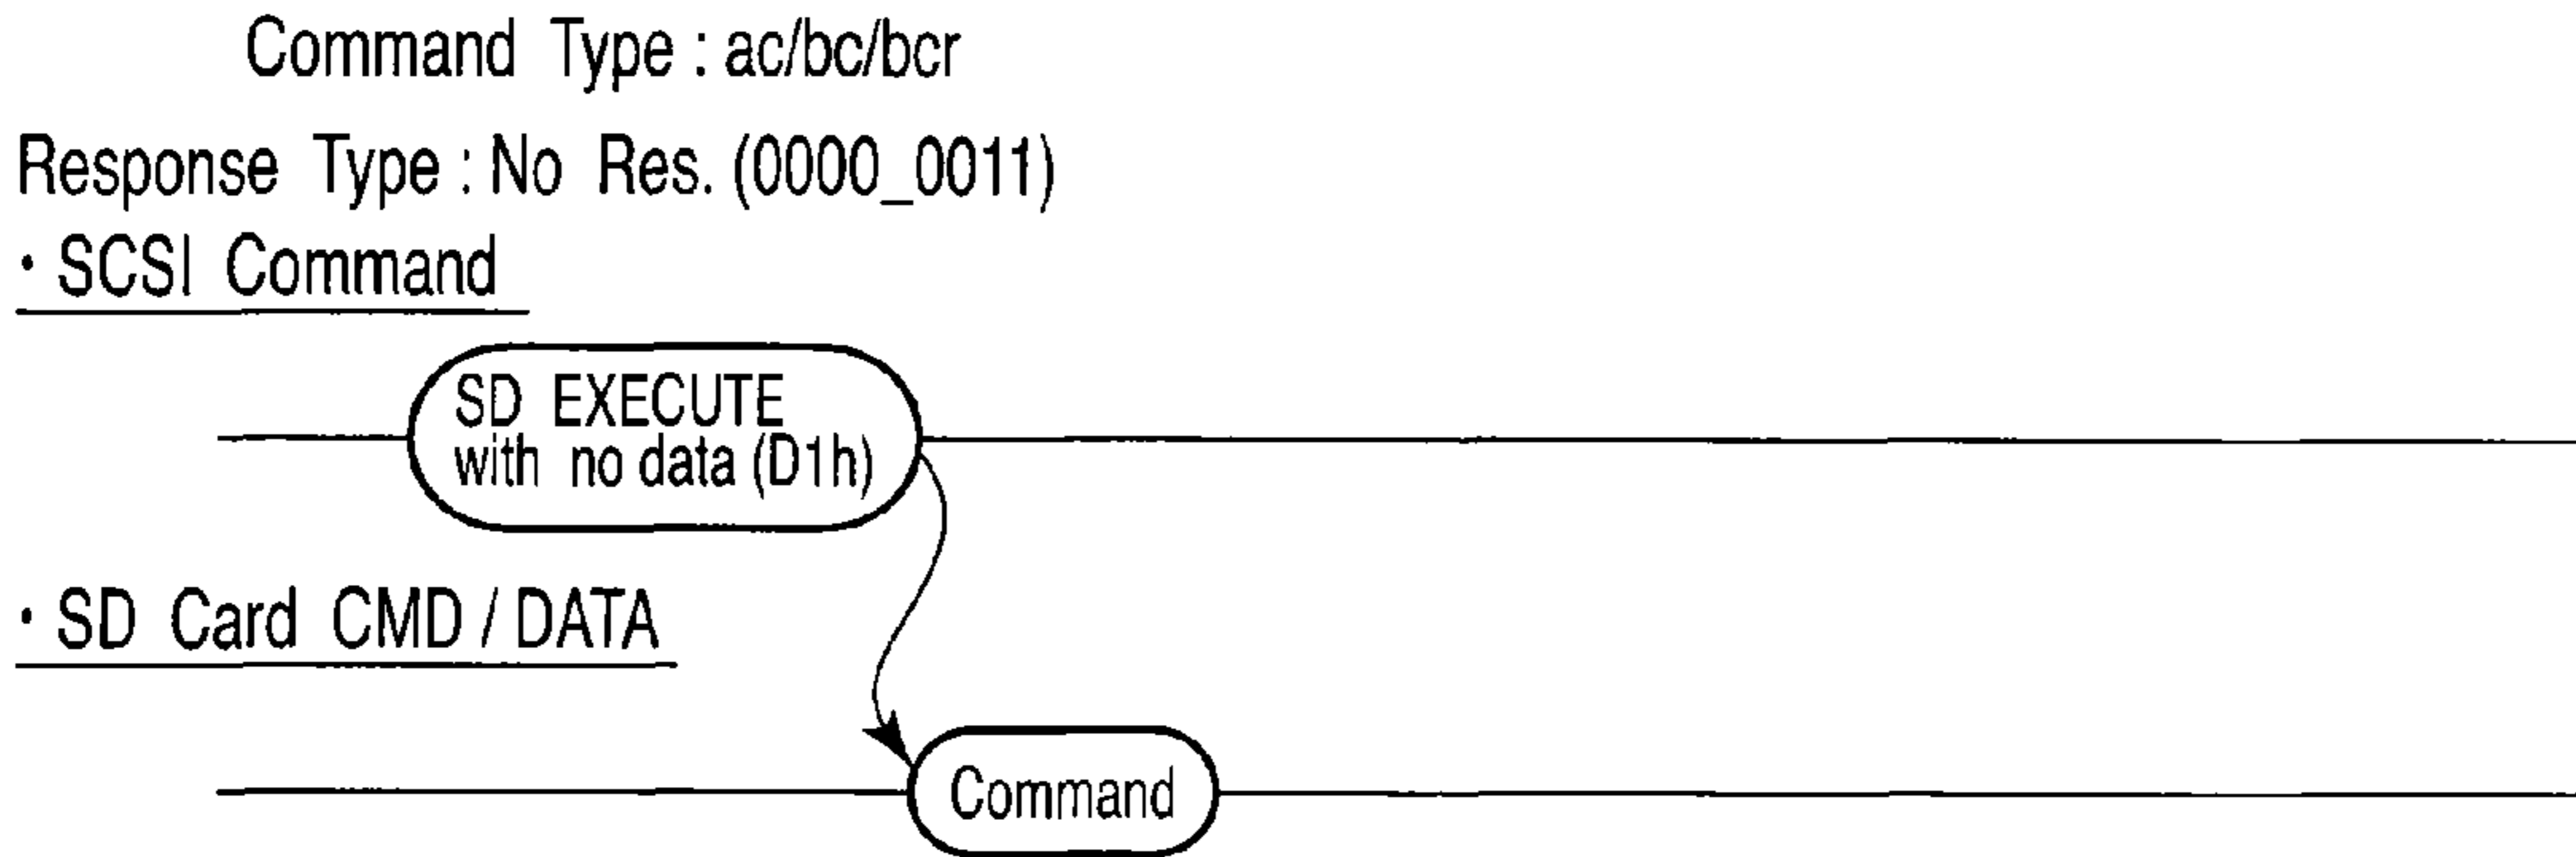 Command Type : ac/bc/bcr
Response Type : No Res. (0000_0011)
· SCSI Command
SD EXECUTE
with no data (D1h)
· SD Card CMD / DATA
Command